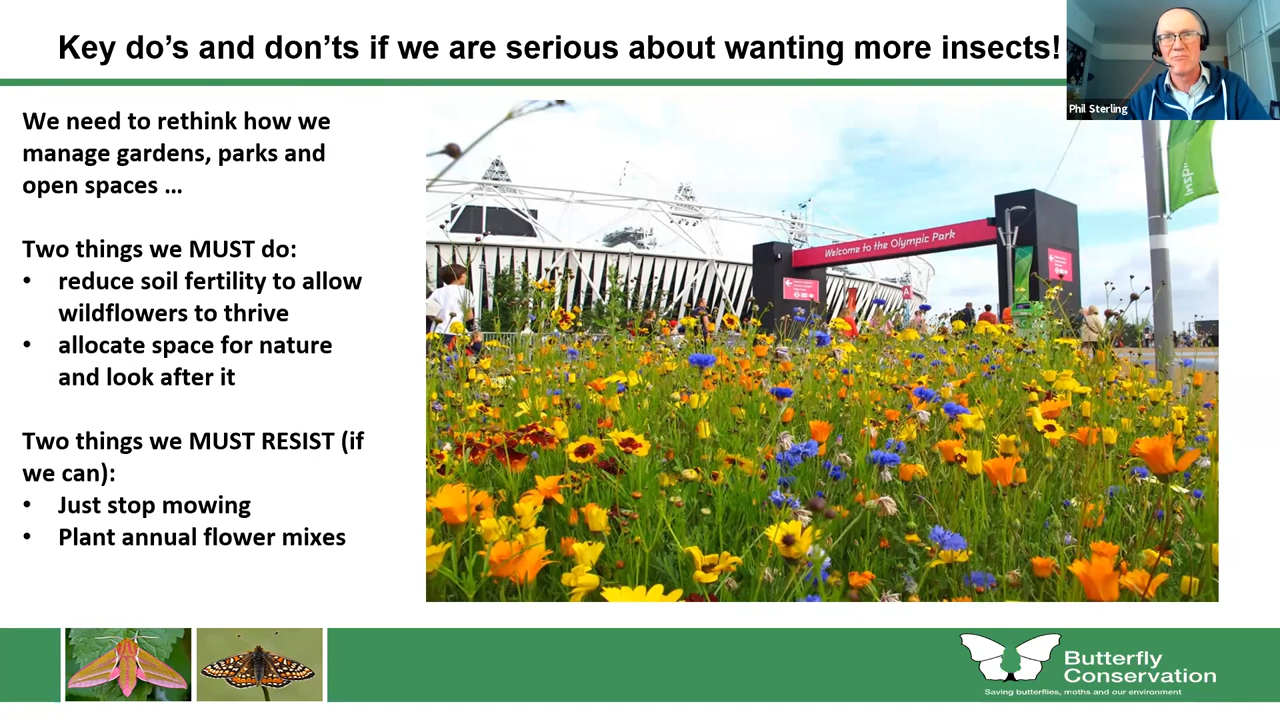 Key do’s and don’ts if we are serious about wanting more insects!
Phil Sterling
We need to rethink how we
manage gardens, parks and
open spaces ...
Two things we MUST do:
• reduce soil fertility to allow
wildflowers to thrive
• allocate space for nature
and look after it
Two things we MUST RESIST (if
we can):
• Just stop mowing
• Plant annual flower mixes
Welcome to the Olympic Park
A
Butterfly
Conservation
Saving butterflies, moths and our environment